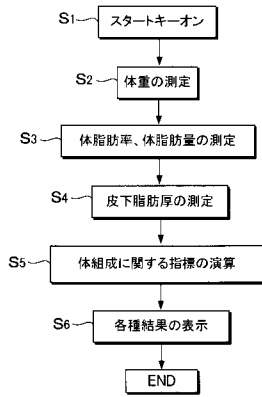 S1 スタートキーオン
S2 体重の測定
S3 体脂肪率、体脂肪量の測定
S4 皮下脂肪厚の測定
S5 体組成に関する指標の演算
S6 各種結果の表示
END